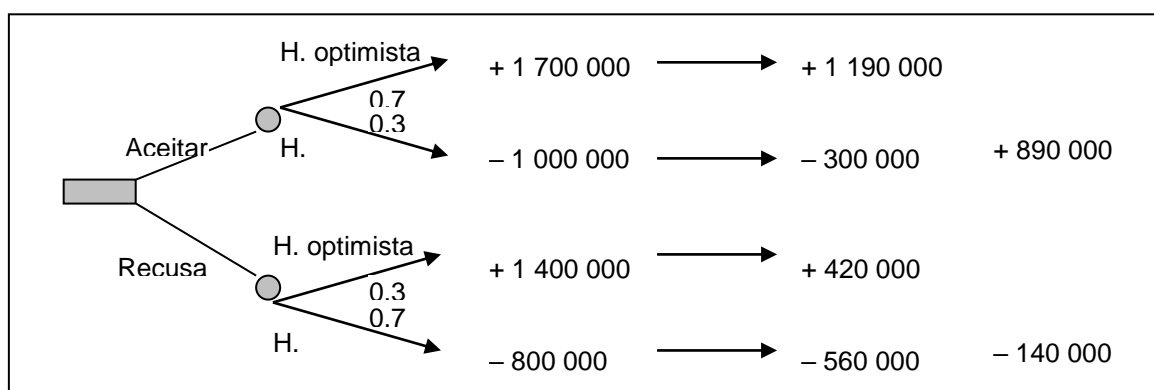 H. optimista
+ 1 700 000
+ 1 190 000
0.7
0.3
Aceitar
H.
– 1 000 000
– 300 000
+ 890 000
H. optimista
Recusa
+ 1 400 000
+ 420 000
0.3
0.7
H.
– 800 000
– 560 000
– 140 000